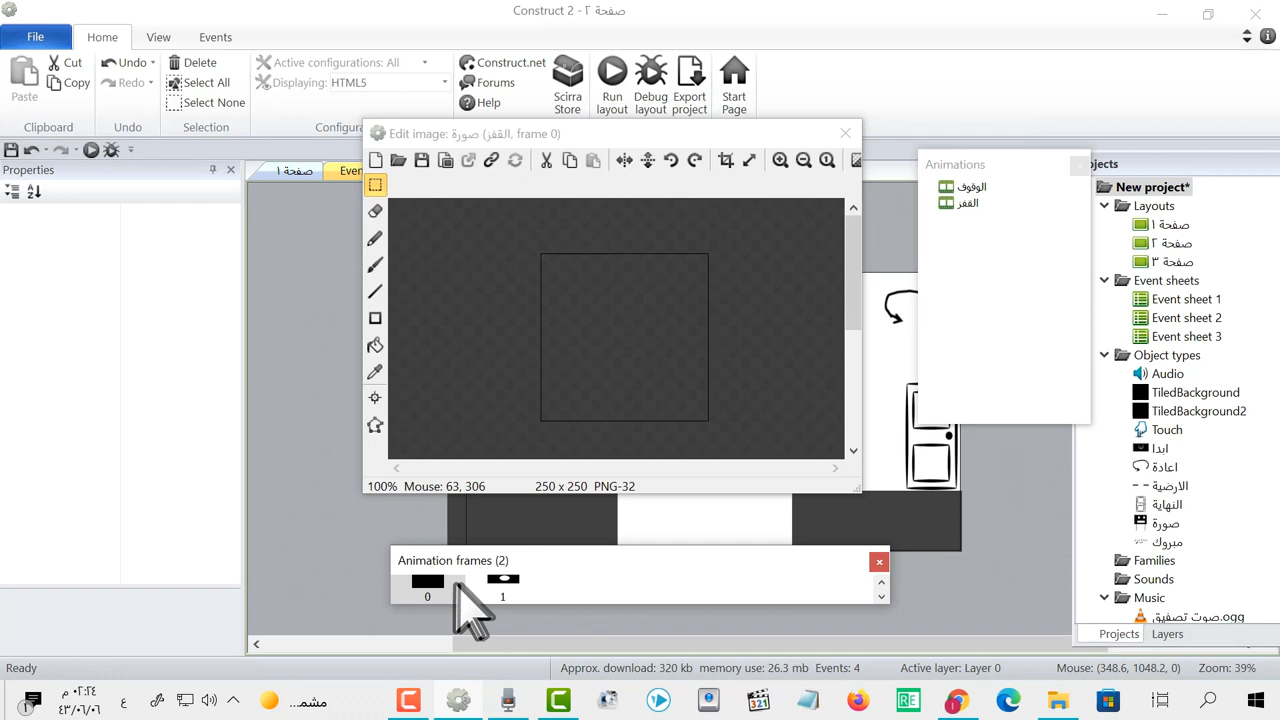 Construct 2 - صفحة ٢
File
Home
View
Events
Paste
Cut
Copy
Clipboard
Undo
Redo
Undo
Delete
Select All
Select None
Selection
Active configurations: All
Displaying: HTML5
Configura
Construct.net
Forums
Help
Scirra Store
Run layout
Debug layout
Export project
Start Page
Properties
صفحة ١
Even
Edit image: صورة (القفز, frame 0)
100%
Mouse: 63, 306
250 x 250
PNG-32
Animations
الوقوف
القفز
Animation frames (2)
0
1
ojects
New project*
Layouts
صفحة ١
صفحة ٢
صفحة ٣
Event sheets
Event sheet 1
Event sheet 2
Event sheet 3
Object types
Audio
TiledBackground
TiledBackground2
Touch
ابدا
اعادة
الارضية
النهاية
صورة
مبروك
Families
Sounds
Music
صوت تصفيق.ogg
Projects
Layers
Ready
Approx. download: 320 kb
memory use: 26.3 mb
Events: 4
Active layer: Layer 0
Mouse: (348.6, 1048.2, 0)
Zoom: 39%
٠٢:٢٤ م
٤٣/٠٦/٠٦
ع
مشمـ...
321
RE